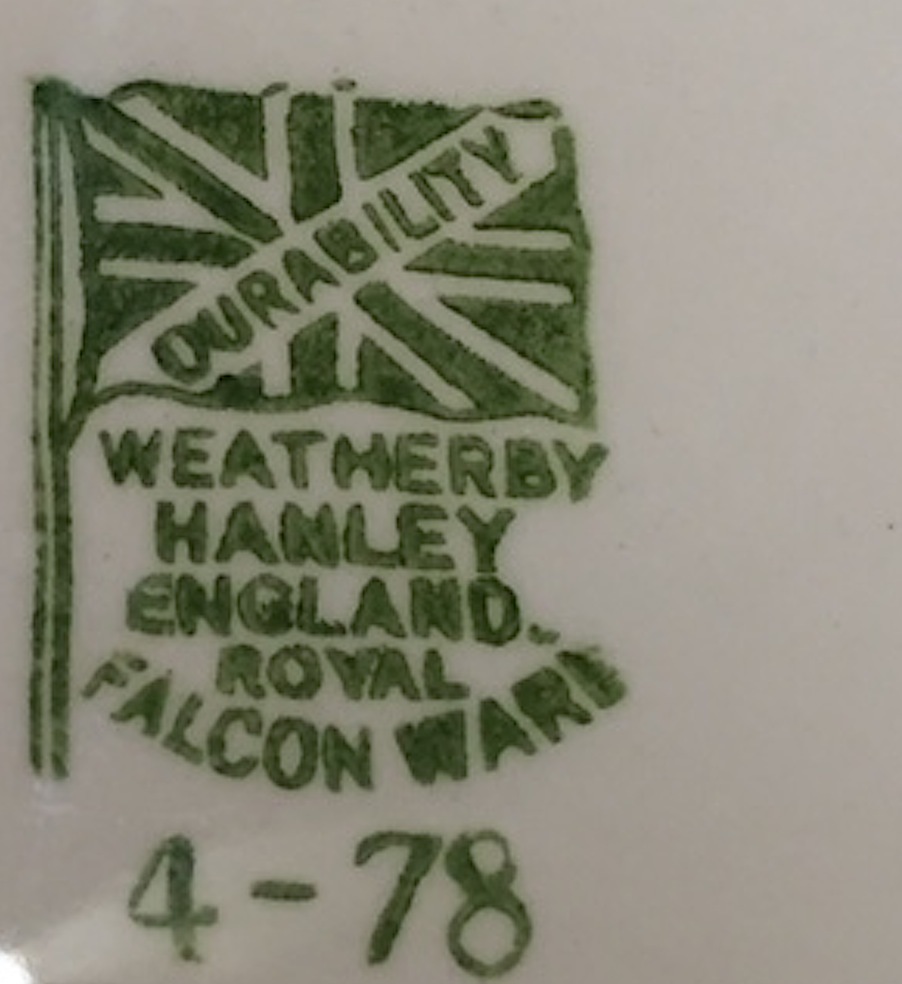 DURABILITY
WEATHERBY
HANLEY
ENGLAND.
ROYAL
FALCON WARE
4-78